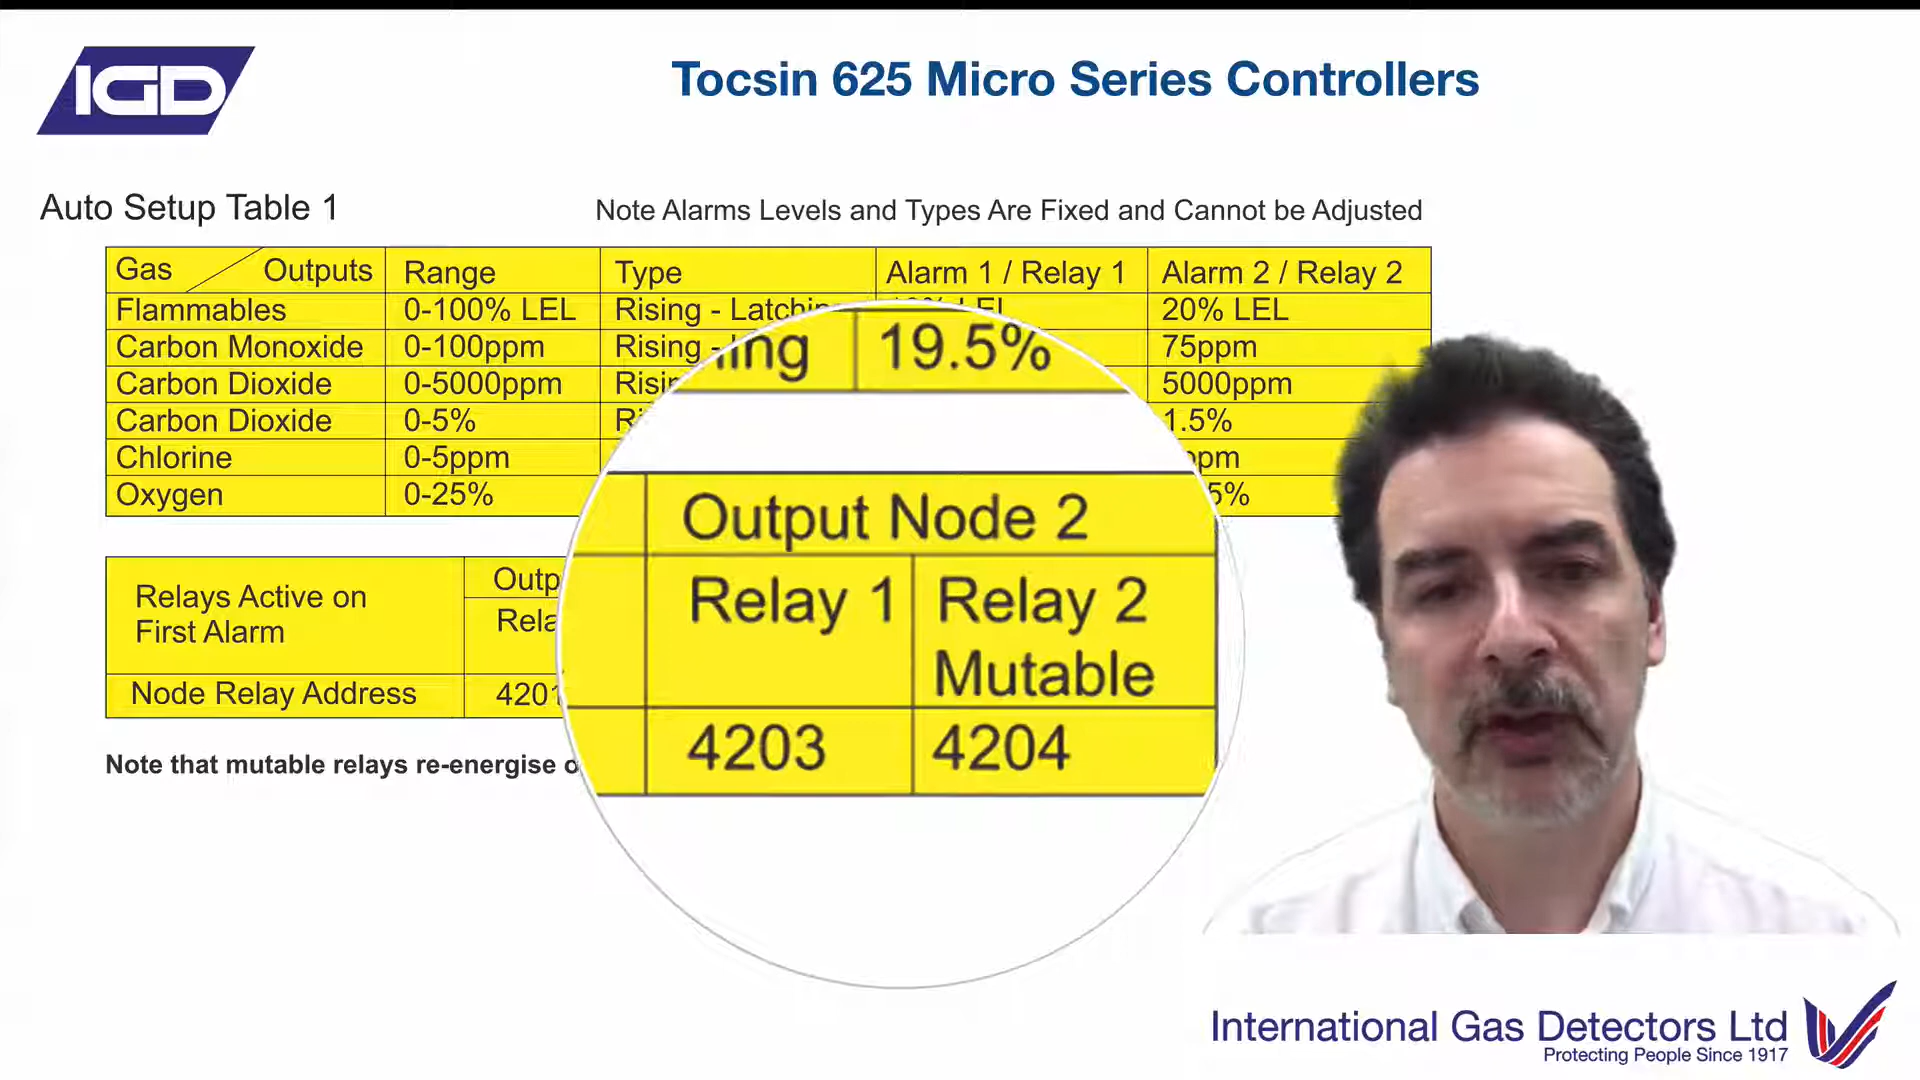 IGD
Tocsin 625 Micro Series Controllers
Auto Setup Table 1
Note Alarms Levels and Types Are Fixed and Cannot be Adjusted
Gas Outputs Range Type Alarm 1 / Relay 1 Alarm 2 / Relay 2
Flammables 0-100% LEL Rising - LEL 20% LEL
Carbon Monoxide 0-100ppm Rising - 75ppm
Carbon Dioxide 0-5000ppm 5000ppm
Carbon Dioxide 0-5% 1.5%
Chlorine 0-5ppm
Oxygen 0-25%
19.5%
Output Node 2
Relay 1 Relay 2
Mutable
4203 4204
Relays Active on
First Alarm
Node Relay Address 4201
Note that mutable relays re-energise
International Gas Detectors Ltd
Protecting People Since 1917